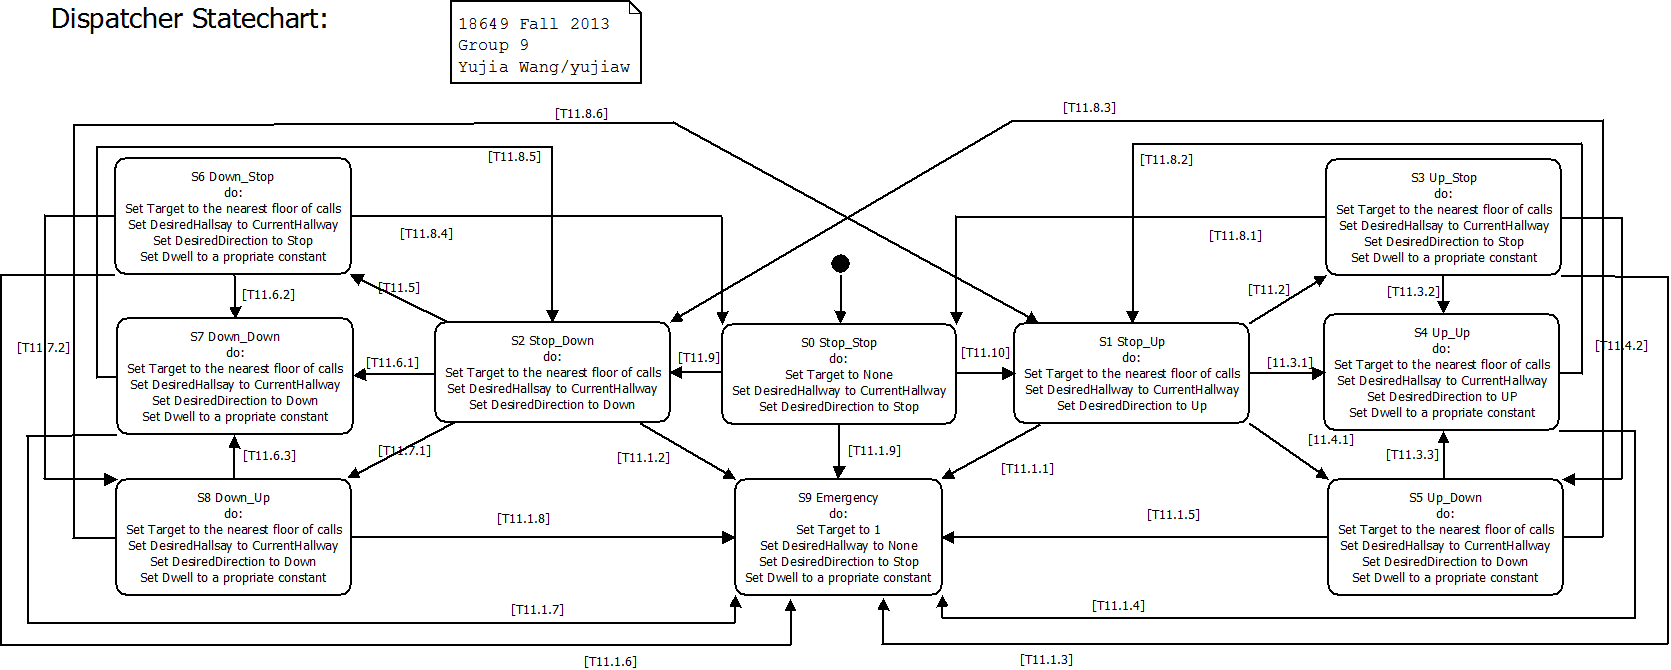 Dispatcher Statechart:
18649 Fall 2013
Group 9
Yujia Wang/yujiaw
[T11.8.6]
[T11.8.3]
[T11.8.5]
[T11.8.2]
S6 Down_Stop
do:
Set Target to the nearest floor of calls
Set DesiredHallsay to CurrentHallway
Set DesiredDirection to Stop
Set Dwell to a propriate constant
S3 Up_Stop
do:
Set Target to the nearest floor of calls
Set DesiredHallsay to CurrentHallway
Set DesiredDirection to Stop
Set Dwell to a propriate constant
[T11.8.4]
[T11.8.1]
[T11.6.2]
[T11.5]
[T11.2]
[T11.3.2]
[T11.7.2]
[T11.4.2]
S7 Down_Down
do:
Set Target to the nearest floor of calls
Set DesiredHallsay to CurrentHallway
Set DesiredDirection to Down
Set Dwell to a propriate constant
[T11.6.1]
S2 Stop_Down
do:
Set Target to the nearest floor of calls
Set DesiredHallsay to CurrentHallway
Set DesiredDirection to Down
[T11.9]
S0 Stop_Stop
do:
Set Target to None
Set DesiredHallway to CurrentHallway
Set DesiredDirection to Stop
[T11.10]
S1 Stop_Up
do:
Set Target to the nearest floor of calls
Set DesiredHallway to CurrentHallway
Set DesiredDirection to Up
[11.3.1]
S4 Up_Up
do:
Set Target to the nearest floor of calls
Set DesiredHallsay to CurrentHallway
Set DesiredDirection to UP
Set Dwell to a propriate constant
[T11.6.3]
[T11.7.1]
[T11.1.2]
[T11.1.9]
[T11.1.1]
[11.4.1]
[T11.3.3]
S8 Down_Up
do:
Set Target to the nearest floor of calls
Set DesiredHallsay to CurrentHallway
Set DesiredDirection to Down
Set Dwell to a propriate constant
[T11.1.8]
S9 Emergency
do:
Set Target to 1
Set DesiredHallway to None
Set DesiredDirection to Stop
Set Dwell to a propriate constant
[T11.1.5]
S5 Up_Down
do:
Set Target to the nearest floor of calls
Set DesiredHallsay to CurrentHallway
Set DesiredDirection to Down
Set Dwell to a propriate constant
[T11.1.7]
[T11.1.4]
[T11.1.6]
[T11.1.3]